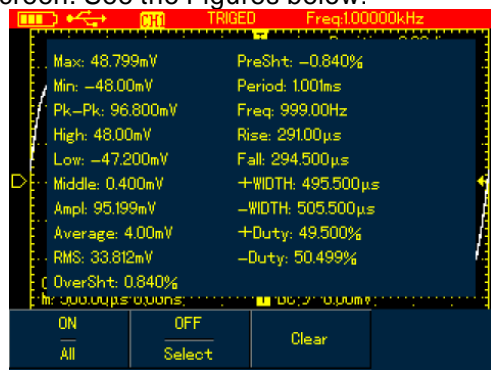 creen. See the Figures below:
CH1 TRIGED Freq:1.00000kHz
Max: 48.799mV PreSht: −0.840%
Min: −48.00mV Period: 1.001ms
Pk−Pk: 96.800mV Freq: 999.00Hz
High: 48.00mV Rise: 291.00µs
Low: −47.200mV Fall: 294.500µs
Middle: 0.400mV +WIDTH: 495.500µs
Ampl: 95.199mV −WIDTH: 505.500µs
Average: 4.00mV +Duty: 49.500%
RMS: 33.812mV −Duty: 50.499%
OverSht: 0.840%
ON OFF Clear
All Select